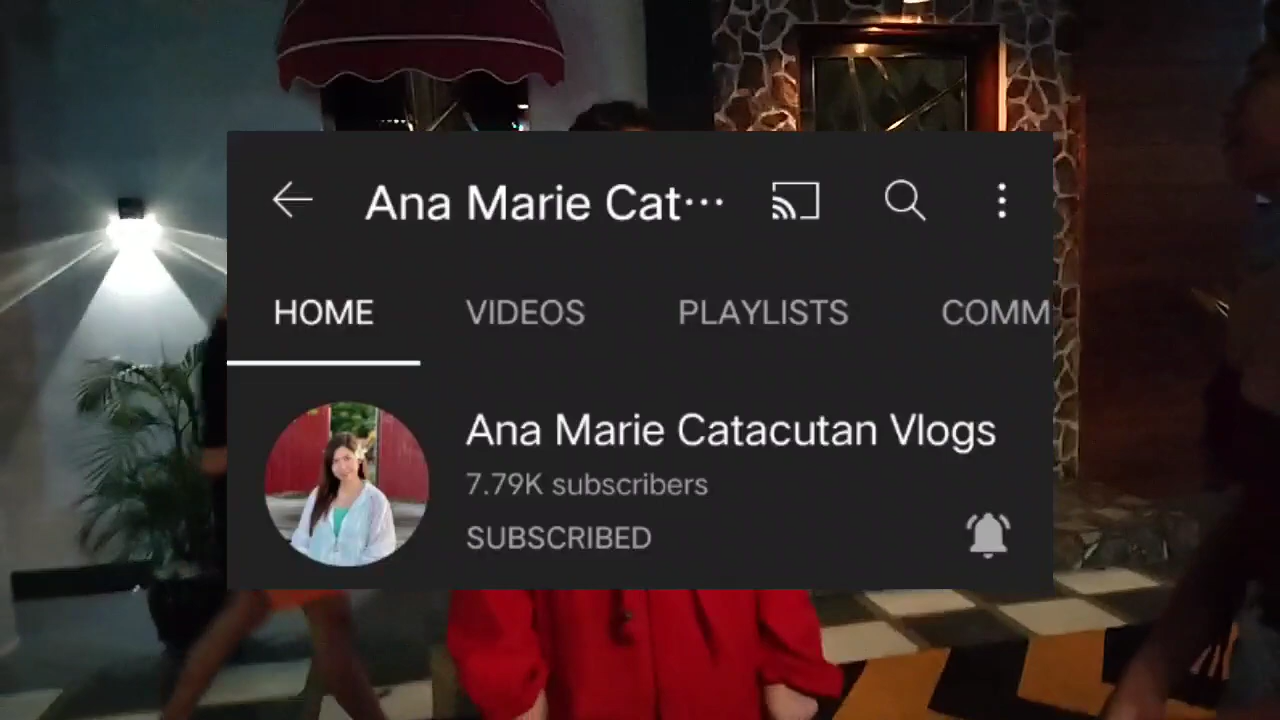 Ana Marie Cat...
HOME VIDEOS PLAYLISTS COMM
Ana Marie Catacutan Vlogs
7.79K subscribers
SUBSCRIBED